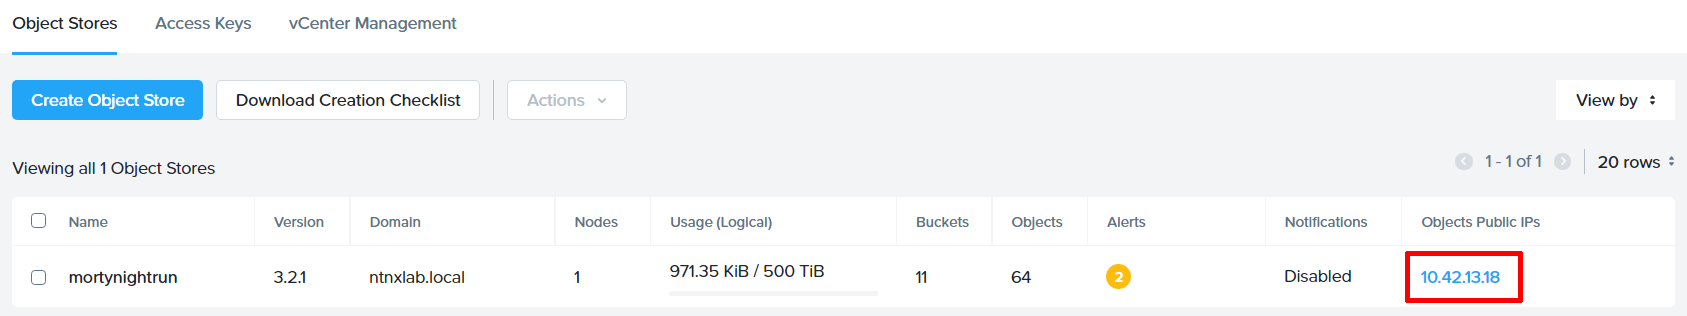 Object Stores Access Keys vCenter Management
Create Object Store Download Creation Checklist Actions View by
Viewing all 1 Object Stores 1 - 1 of 1 20 rows
Name Version Domain Nodes Usage (Logical) Buckets Objects Alerts Notifications Objects Public IPs
mortynightrun 3.2.1 ntnxlab.local 1 971.35 KiB / 500 TiB 11 64 2 Disabled 10.42.13.18